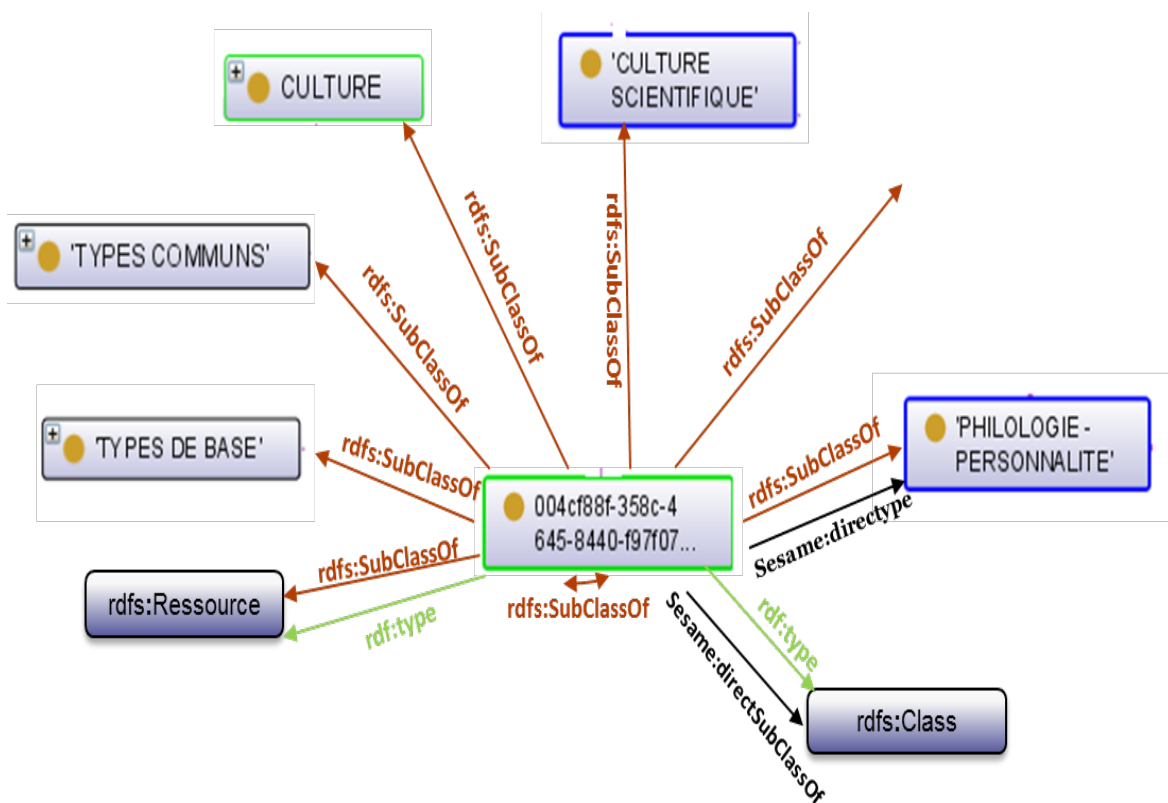 CULTURE
'CULTURE
SCIENTIFIQUE'
'TYPES COMMUNS'
rdfs:SubClassOf
rdfs:SubClassOf
rdfs:SubClassOf
rdfs:SubClassOf
'TYPES DE BASE'
rdfs:SubClassOf
rdfs:SubClassOf
'PHILOLOGIE -
PERSONNALITE'
004cf88f-358c-4
645-8440-f97f07...
Sesame:directype
rdfs:SubClassOf
rdfs:Ressource
rdf:type
rdfs:SubClassOf
rdf:type
Sesame:directSubClassOf
rdfs:Class